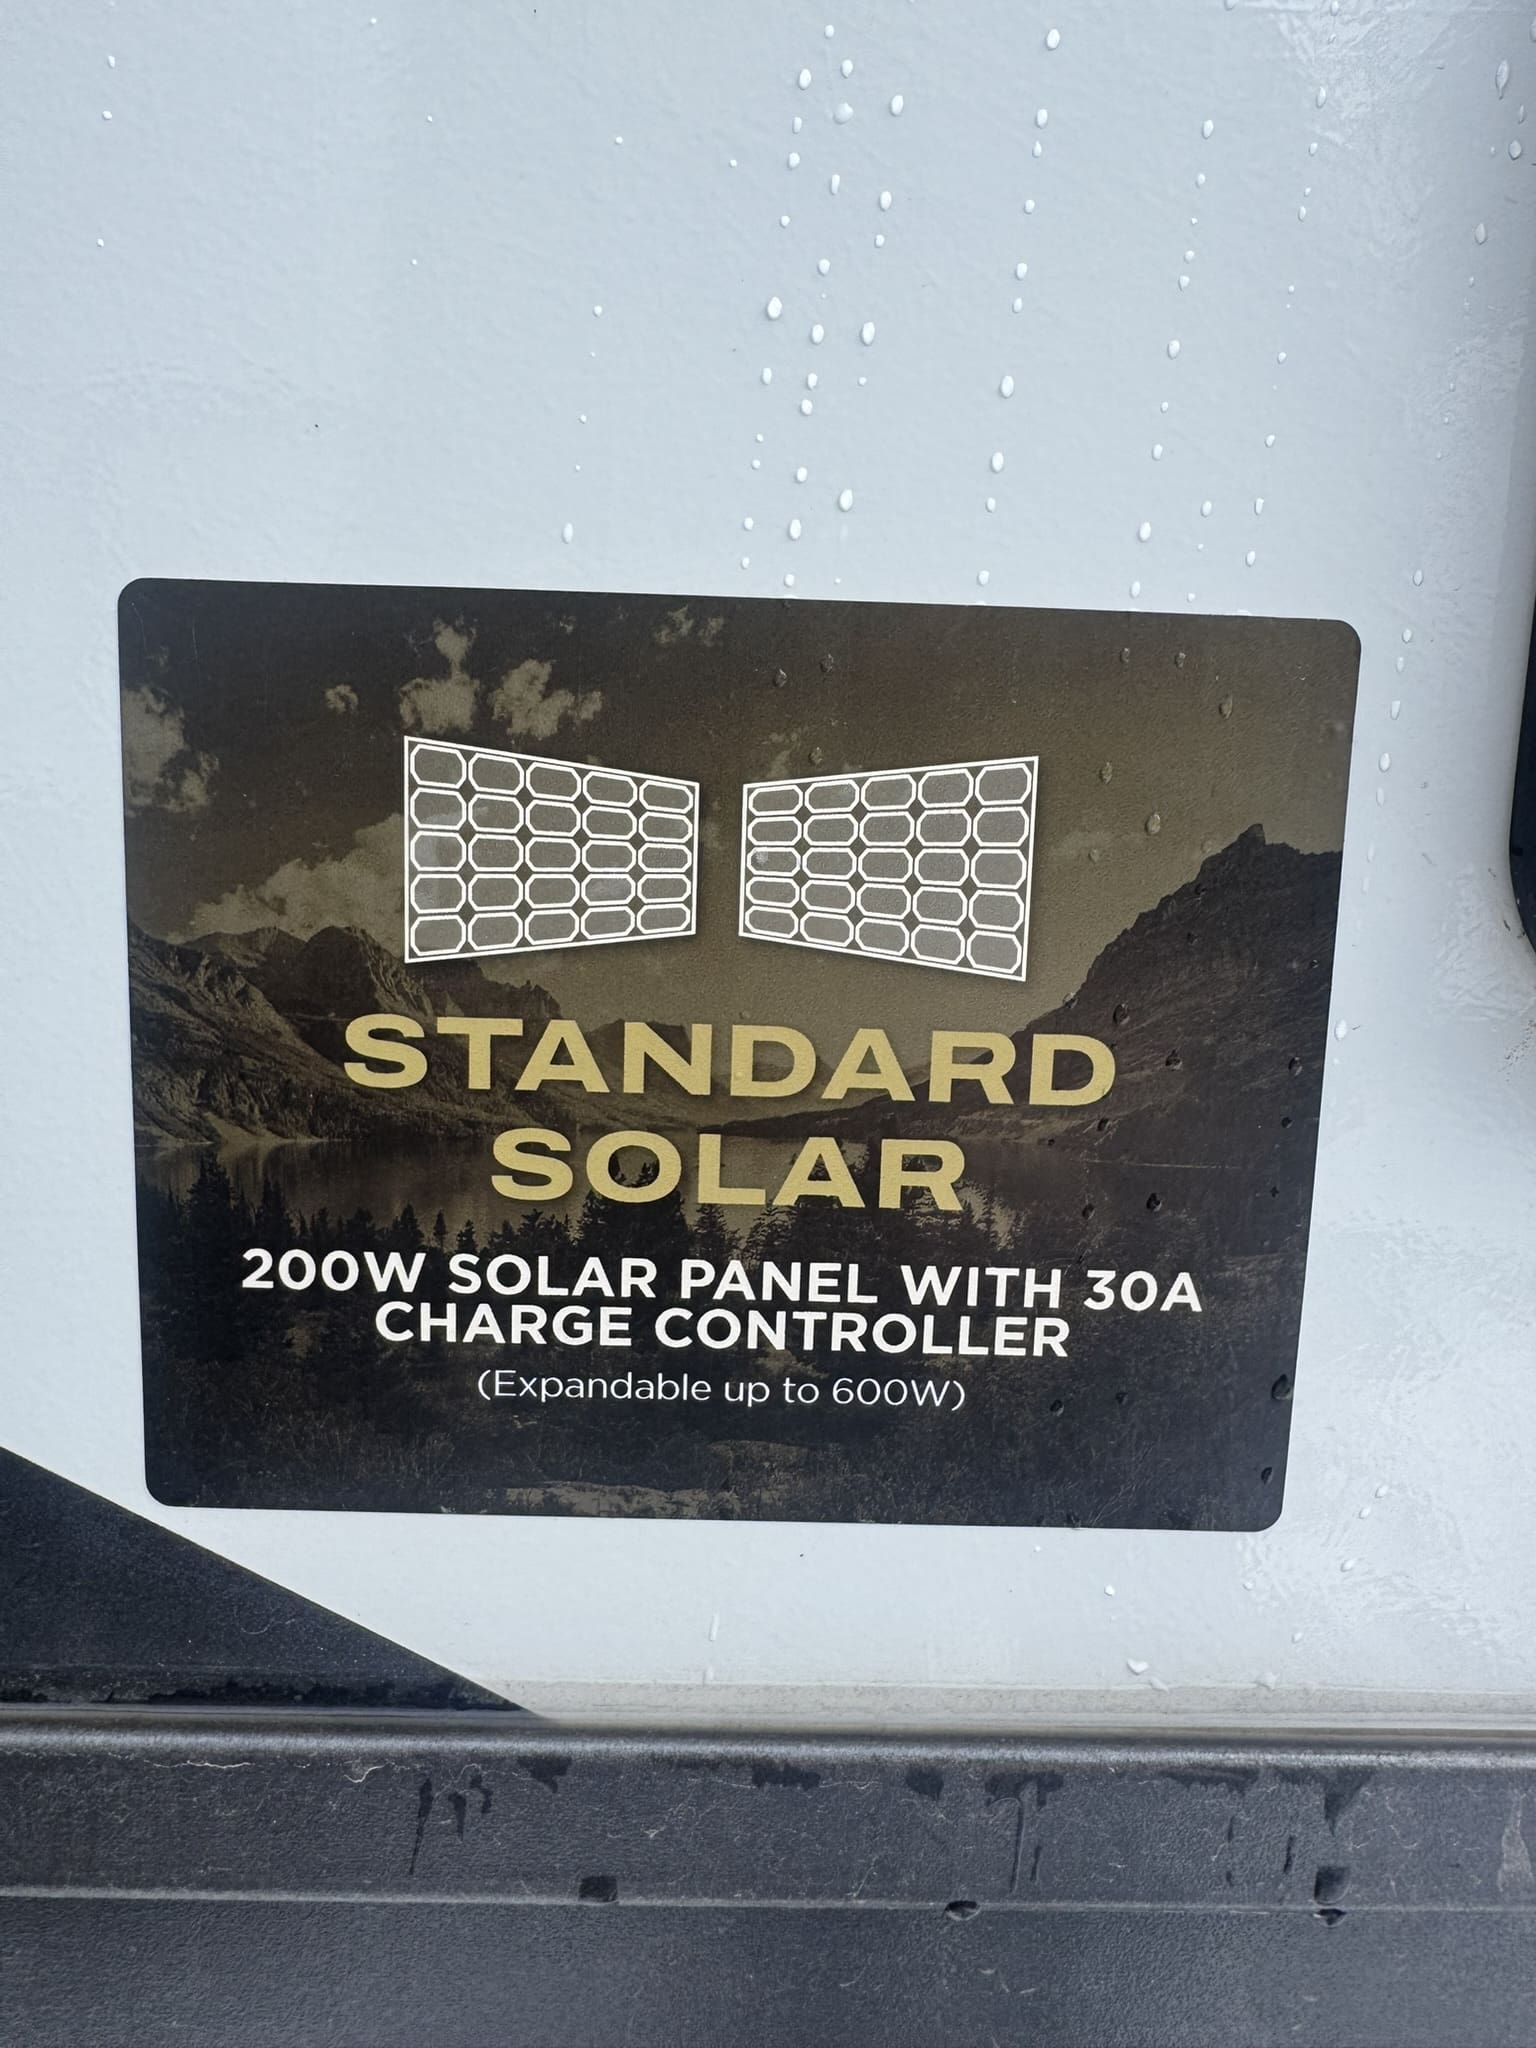 STANDARD
SOLAR
200W SOLAR PANEL WITH 30A
CHARGE CONTROLLER
(Expandable up to 600W)